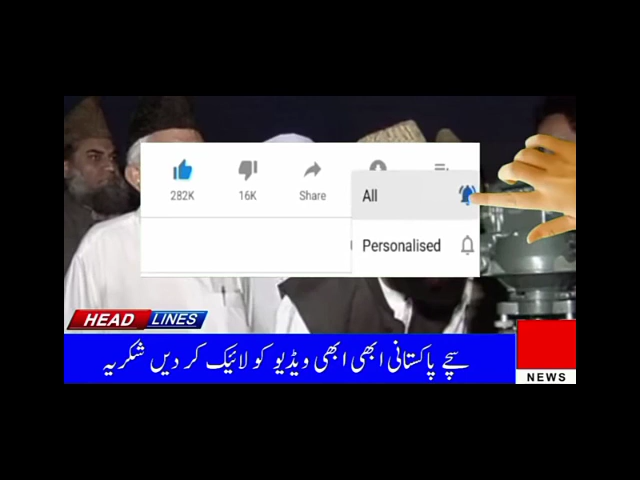 282K
16K
Share
All
Personalised
HEAD LINES
سچے پاکستانی ابھی ابھی ویڈیو کو لائیک کر دیں شکریہ
NEWS